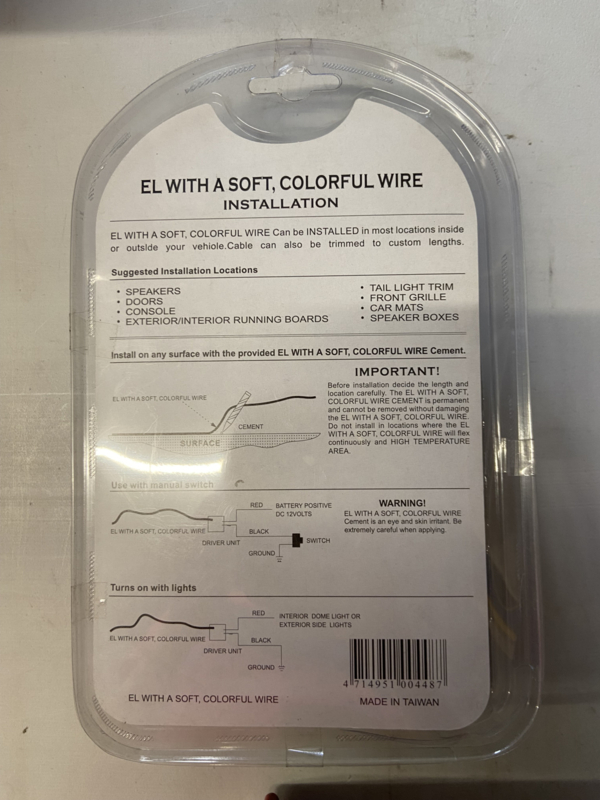 EL WITH A SOFT, COLORFUL WIRE
INSTALLATION
EL WITH A SOFT, COLORFUL WIRE Can be INSTALLED in most locations inside
or outside your vehiole.Cable can also be trimmed to custom lengths.
Suggested Installation Locations
• SPEAKERS
• DOORS
• CONSOLE
• EXTERIOR/INTERIOR RUNNING BOARDS
• TAIL LIGHT TRIM
• FRONT GRILLE
• CAR MATS
• SPEAKER BOXES
Install on any surface with the provided EL WITH A SOFT, COLORFUL WIRE Cement.
EL WITH A SOFT, COLORFUL WIRE
CEMENT
SURFACE
IMPORTANT!
Before installation decide the length and
location carefully. The EL WITH A SOFT,
COLORFUL WIRE CEMENT is permanent
and cannot be removed without damaging
the EL WITH A SOFT, COLORFUL WIRE.
Do not install in locations where the EL
WITH A SOFT, COLORFUL WIRE will flex
continuously and HIGH TEMPERATURE
AREA.
Use with manual switch
RED
BATTERY POSITIVE
DC 12VOLTS
EL WITH A SOFT, COLORFUL WIRE
BLACK
DRIVER UNIT
SWITCH
GROUND
WARNING!
EL WITH A SOFT, COLORFUL WIRE
Cement is an eye and skin irritant. Be
extremely careful when applying.
Turns on with lights
RED
INTERIOR DOME LIGHT OR
EXTERIOR SIDE LIGHTS
EL WITH A SOFT, COLORFUL WIRE
BLACK
DRIVER UNIT
GROUND
4 714951 004487
EL WITH A SOFT, COLORFUL WIRE
MADE IN TAIWAN